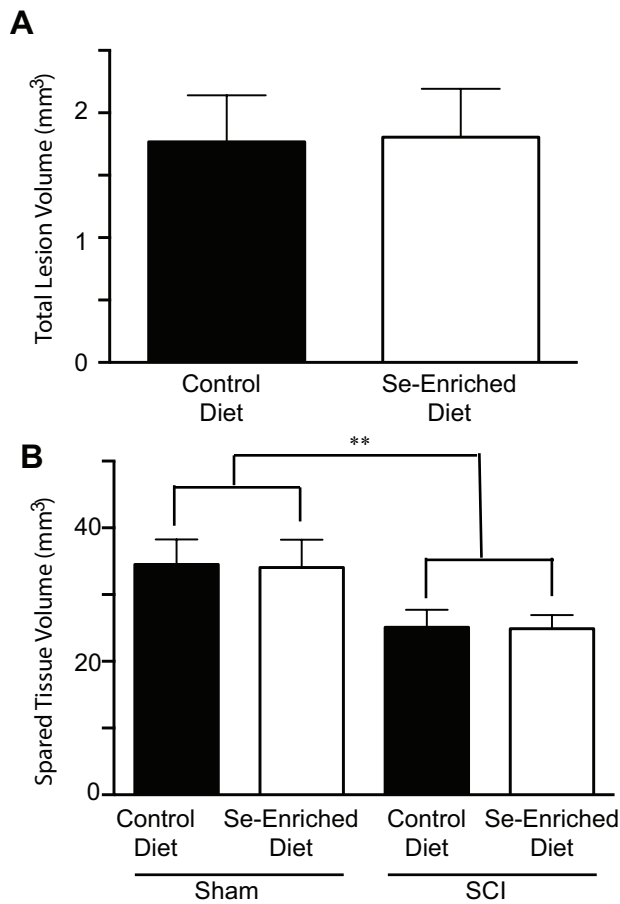 A
Total Lesion Volume (mm³)
2
1
0
Control
Diet
Se-Enriched
Diet
B
**
Spared Tissue Volume (mm³)
40
20
0
Control
Diet
Se-Enriched
Diet
Control
Diet
Se-Enriched
Diet
Sham
SCI